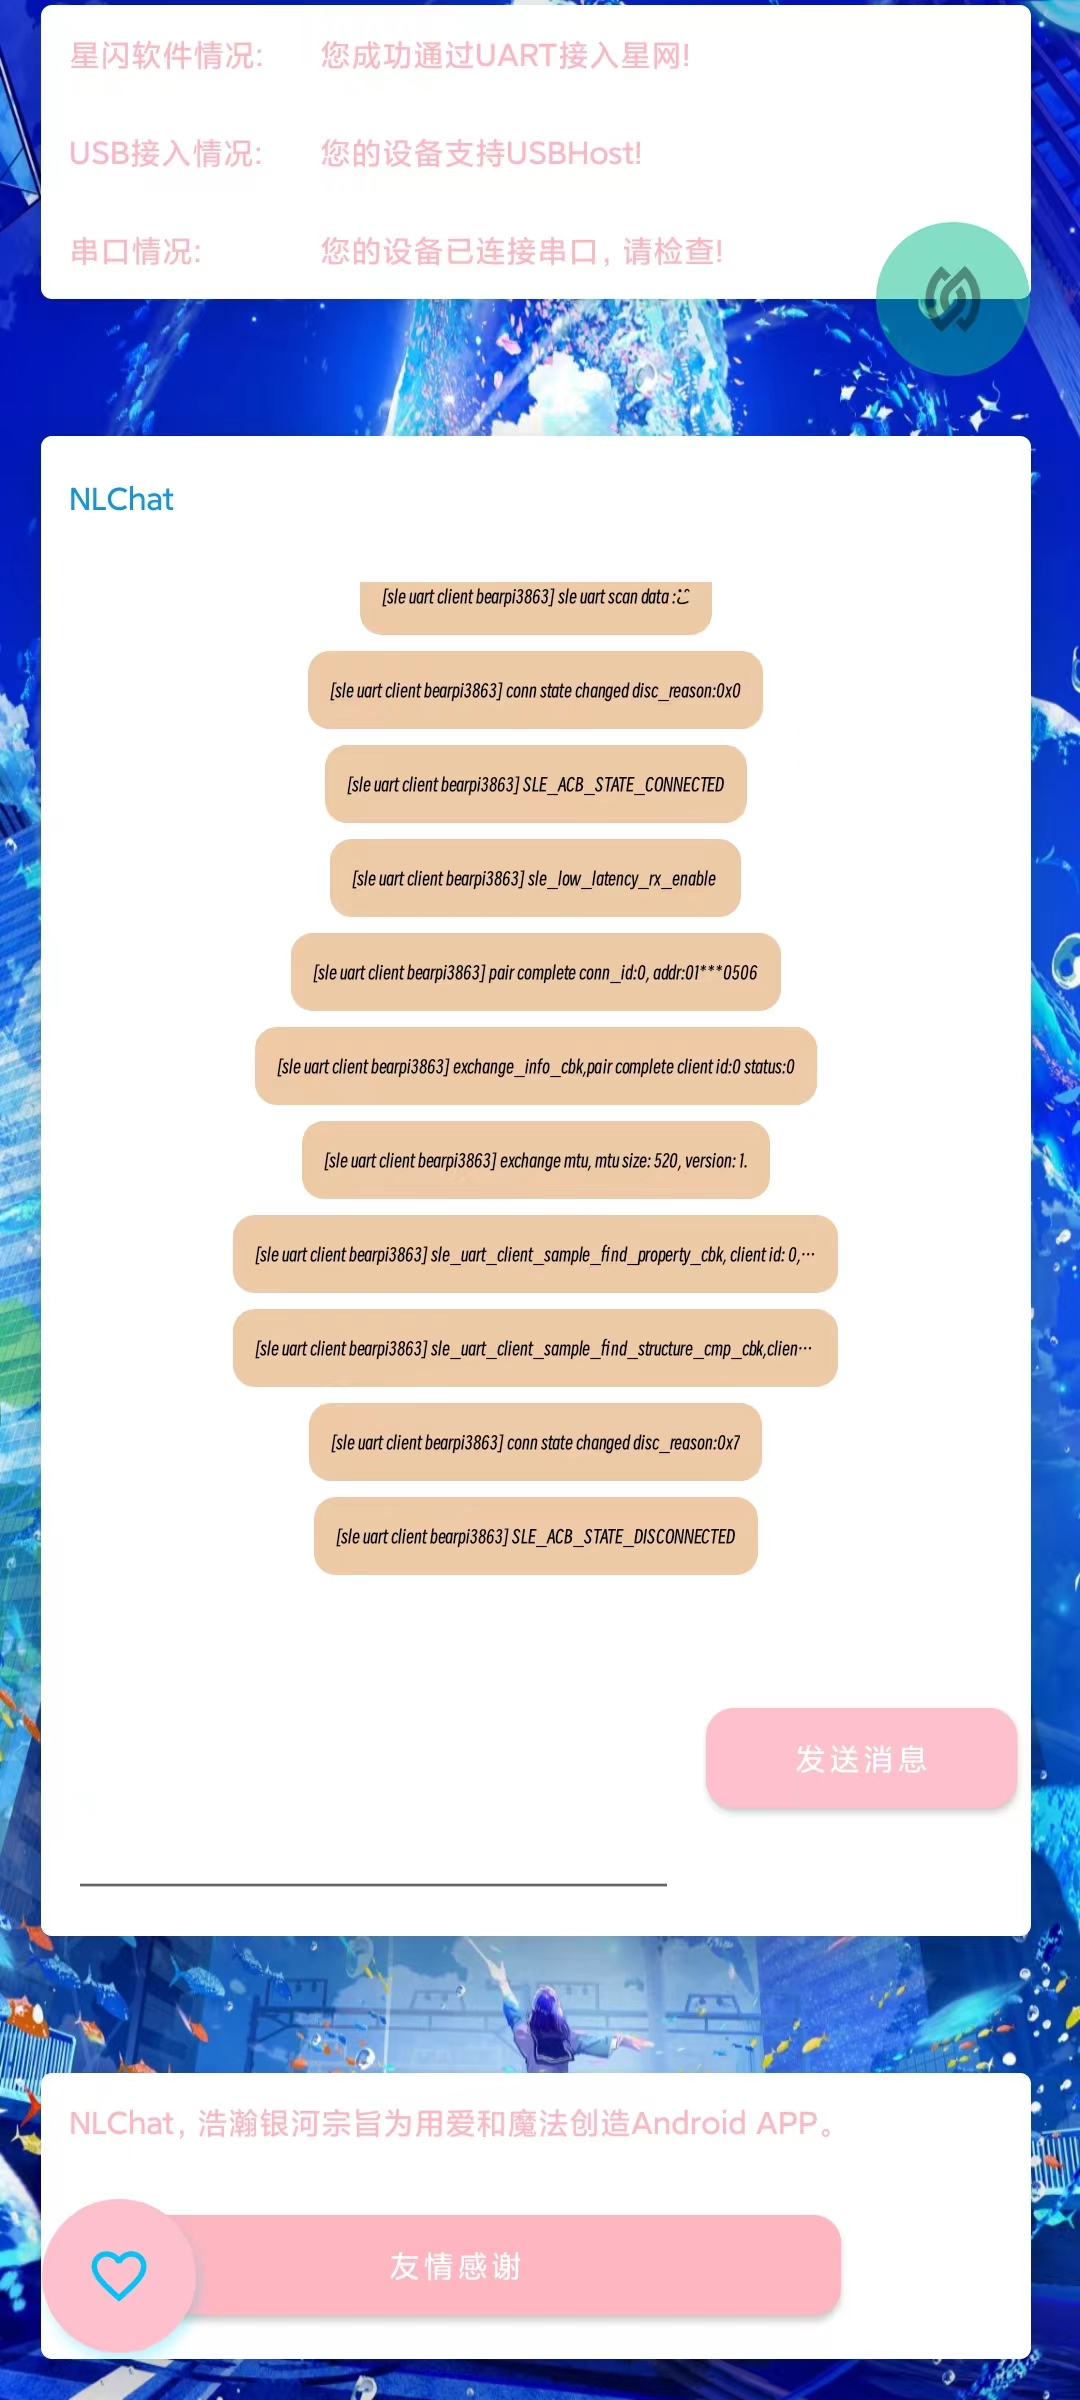 星闪软件情况: 您成功通过UART接入星网!
USB接入情况: 您的设备支持USBHost!
串口情况: 您的设备已连接串口, 请检查!
NLChat
[sle uart client bearpi3863] sle uart scan data :
[sle uart client bearpi3863] conn state changed disc_reason:0x0
[sle uart client bearpi3863] SLE_ACB_STATE_CONNECTED
[sle uart client bearpi3863] sle_low_latency_rx_enable
[sle uart client bearpi3863] pair complete conn_id:0, addr:01***0506
[sle uart client bearpi3863] exchange_info_cbk,pair complete client id:0 status:0
[sle uart client bearpi3863] exchange mtu, mtu size: 520, version: 1.
[sle uart client bearpi3863] sle_uart_client_sample_find_property_cbk, client id: 0,…
[sle uart client bearpi3863] sle_uart_client_sample_find_structure_cmp_cbk,clien…
[sle uart client bearpi3863] conn state changed disc_reason:0x7
[sle uart client bearpi3863] SLE_ACB_STATE_DISCONNECTED
发送消息
NLChat, 浩瀚银河宗旨为用爱和魔法创造Android APP。
友情感谢